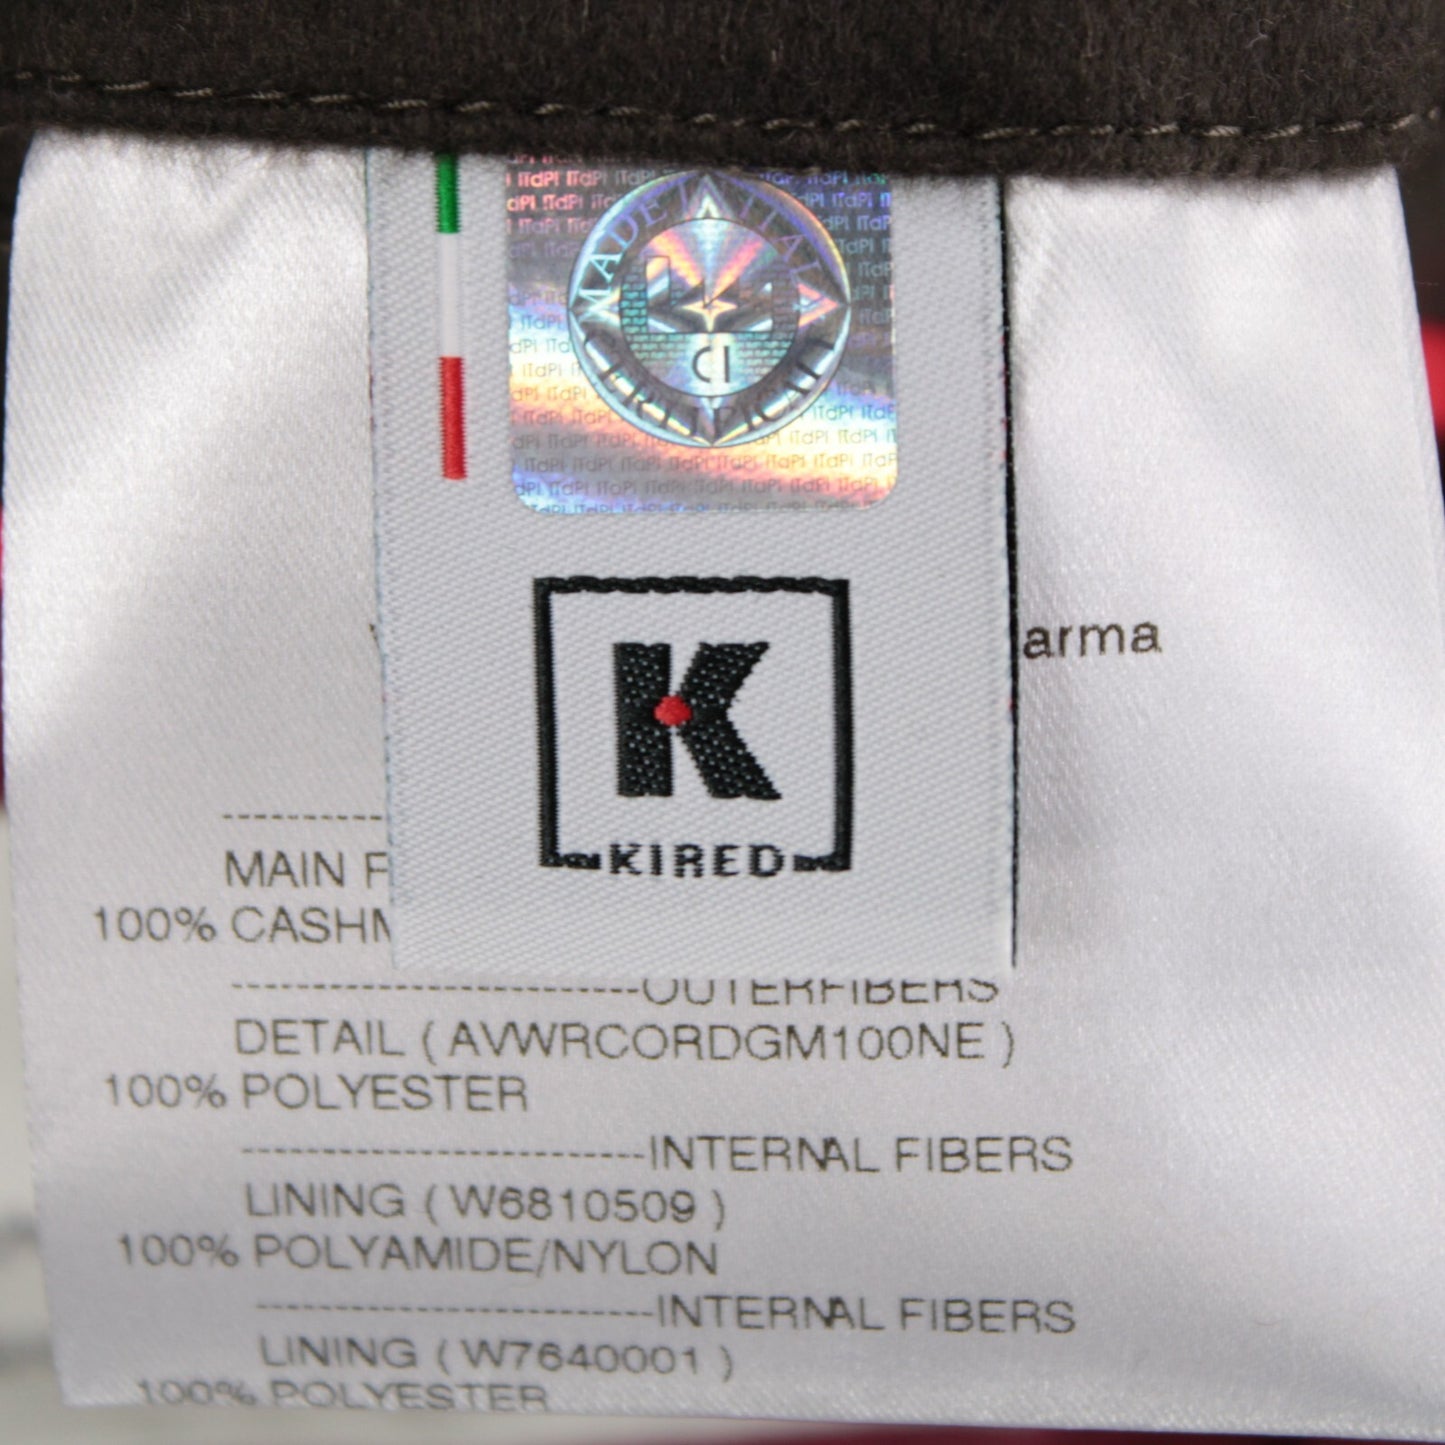 MADE IN ITALY
CERTIFICATE
CI
K
KIRED
arma
MAIN F
100% CASHM
OUTERFIBERS
DETAIL ( AVWRCORDGM100NE )
100% POLYESTER
INTERNAL FIBERS
LINING ( W6810509 )
100% POLYAMIDE/NYLON
INTERNAL FIBERS
LINING ( W7640001 )
100% POLYESTER